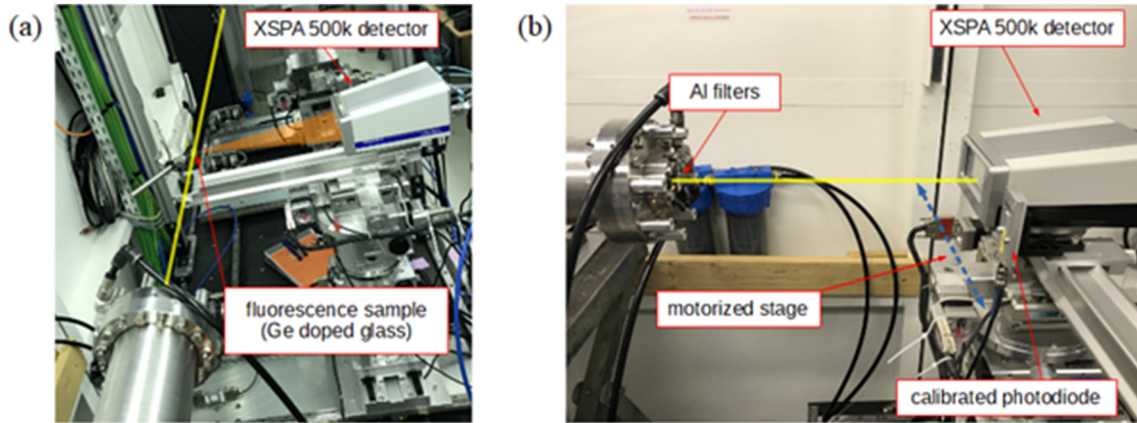 (a)
XSPA 500k detector
fluorescence sample
(Ge doped glass)
(b)
XSPA 500k detector
Al filters
motorized stage
calibrated photodiode